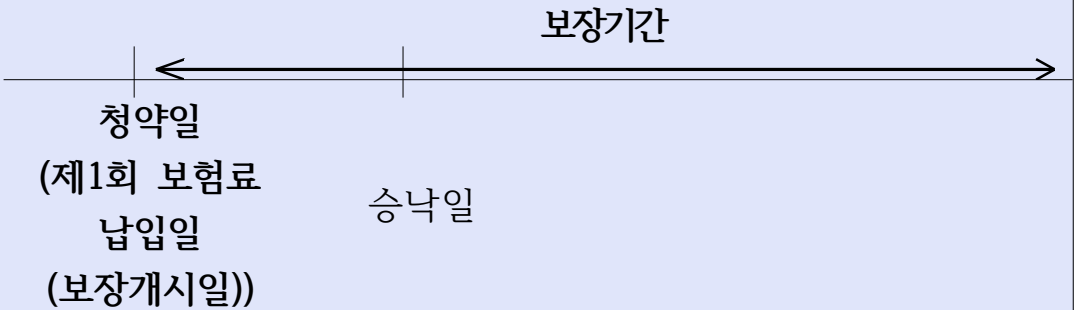 보장기간
청약일
(제1회 보험료
납입일
(보장개시일))
승낙일